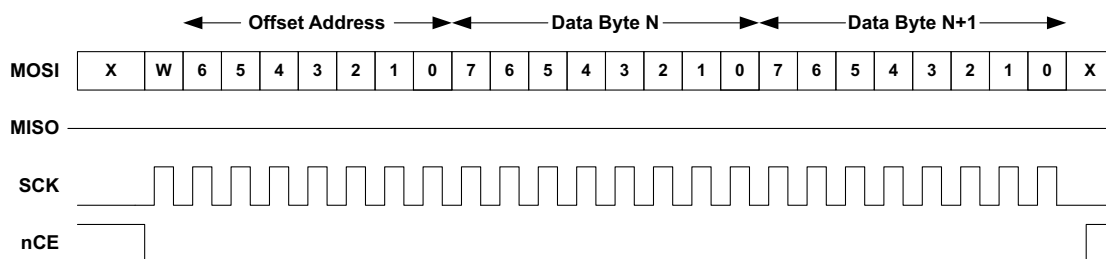 Offset Address Data Byte N Data Byte N+1
MOSI X W 6 5 4 3 2 1 0 7 6 5 4 3 2 1 0 7 6 5 4 3 2 1 0 X
MISO
SCK
nCE